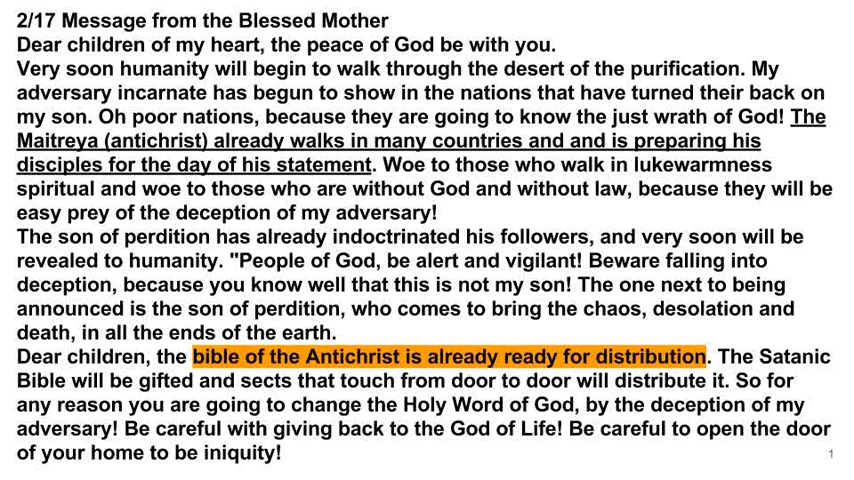 2/17 Message from the Blessed Mother
Dear children of my heart, the peace of God be with you.
Very soon humanity will begin to walk through the desert of the purification. My
adversary incarnate has begun to show in the nations that have turned their back on
my son. Oh poor nations, because they are going to know the just wrath of God! The
Maitreya (antichrist) already walks in many countries and and is preparing his
disciples for the day of his statement. Woe to those who walk in lukewarmness
spiritual and woe to those who are without God and without law, because they will be
easy prey of the deception of my adversary!
The son of perdition has already indoctrinated his followers, and very soon will be
revealed to humanity. "People of God, be alert and vigilant! Beware falling into
deception, because you know well that this is not my son! The one next to being
announced is the son of perdition, who comes to bring the chaos, desolation and
death, in all the ends of the earth.
Dear children, the bible of the Antichrist is already ready for distribution. The Satanic
Bible will be gifted and sects that touch from door to door will distribute it. So for
any reason you are going to change the Holy Word of God, by the deception of my
adversary! Be careful with giving back to the God of Life! Be careful to open the door
of your home to be iniquity!
1